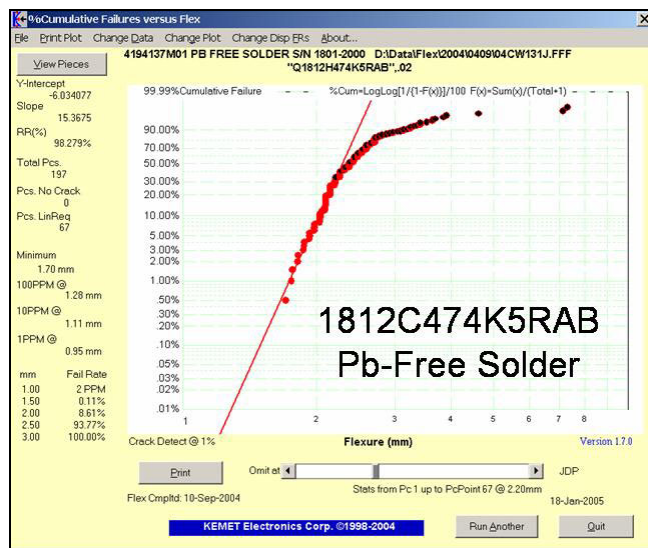 %Cumulative Failures versus Flex
File Print Plot Change Data Change Plot Change Disp FRs About...
View Pieces
4194137M01 PB FREE SOLDER S/N 1801-2000 D:\Data\Flex\2004\0409\04CW131J.FFF
"Q1812H474K5RAB",.02
Y-Intercept
-6.034077
Slope
15.3675
RR(%)
98.279%
Total Pcs.
197
Pcs. No Crack
0
Pcs. LinReq
67
Minimum
1.70 mm
100PPM @
1.28 mm
10PPM @
1.11 mm
1PPM @
0.95 mm
mm Fail Rate
1.00 2 PPM
1.50 0.11%
2.00 8.61%
2.50 93.77%
3.00 100.00%
99.99%Cumulative Failure - - %Cum=LogLog[1/{1-F(x)}]/100 F(x)=Sum(x)/(Total+1)
90.00%
70.00%
50.00%
30.00%
20.00%
10.00%
5.00%
3.00%
2.00%
1.00%
.50%
.30%
.20%
.10%
.05%
.03%
.02%
.01%
1812C474K5RAB
Pb-Free Solder
1 2 3 4 5 6 7 8
Crack Detect @ 1% Flexure (mm) Version 1.7.0
Print Omit at JDP
Stats from Pc 1 up to PcPoint 67 @ 2.20mm
Flex Cmpltd: 10-Sep-2004 18-Jan-2005
KEMET Electronics Corp. ©1998-2004 Run Another Quit